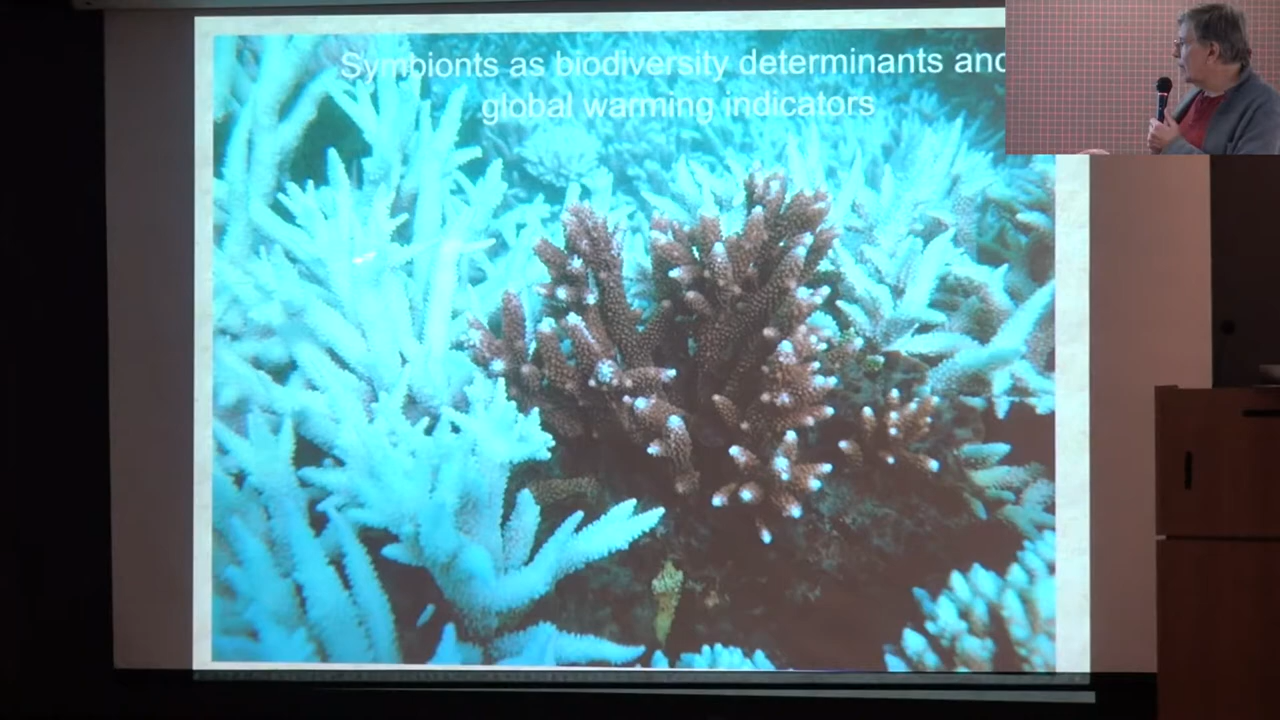 Symbionts as biodiversity determinants and
global warming indicators